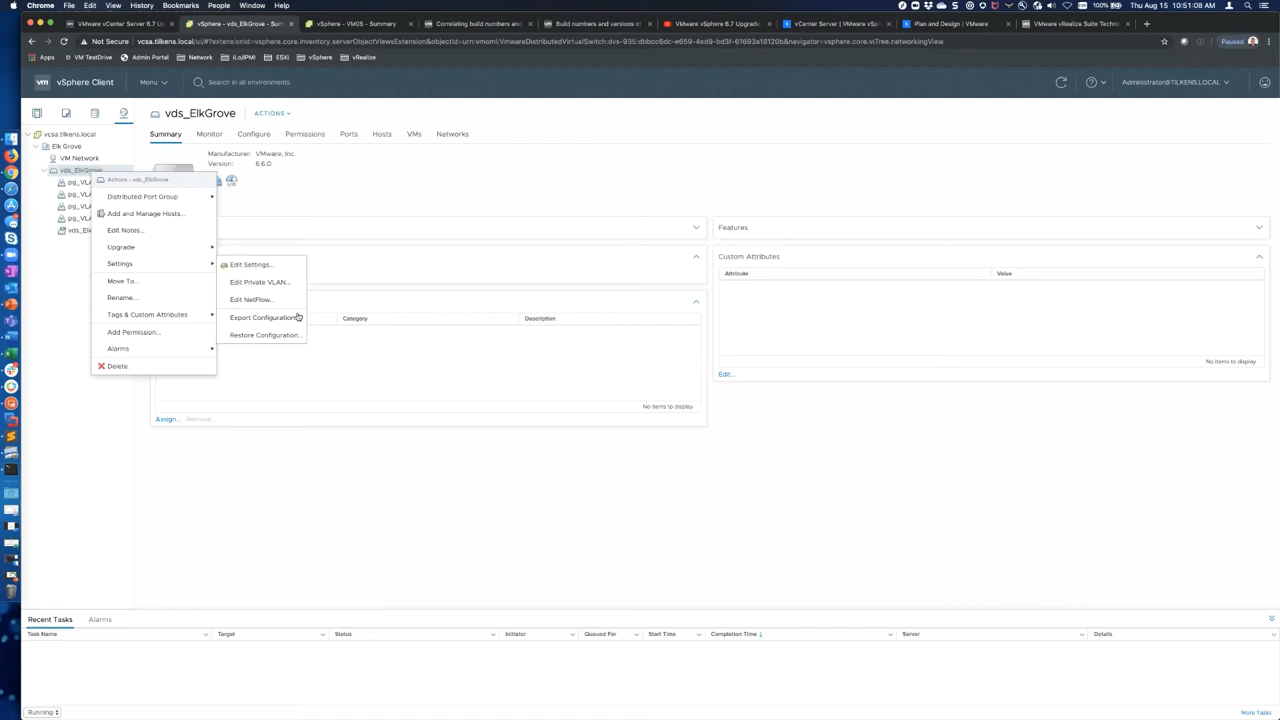 Chrome File Edit View History Bookmarks People Window Help
100% Thu Aug 15 10:51:08 AM
VMware vCenter Server 6.7 U
vSphere - vds_ElkGrove - Sum
vSphere - VM05 - Summary
Correlating build numbers and
Build numbers and versions of
VMware vSphere 6.7 Upgrade
vCenter Server | VMware vSph
Plan and Design | VMware
VMware vRealize Suite Techn
Not Secure vcsa.tilkens.local/ui/#?extensionId=vsphere.core.inventory.serverObjectViewsExtension&objectId=urn:vmomi:VmwareDistributedVirtualSwitch:dvs-935:dbbcc6dc-e659-4ed9-bd3f-61693a18120b&navigator=vsphere.core.viTree.networkingView
Paused
Apps VM TestDrive Admin Portal Network iLo/IPMI ESXi vSphere vRealize
vm vSphere Client Menu Search in all environments
Administrator@TILKENS.LOCAL
vds_ElkGrove ACTIONS
Summary Monitor Configure Permissions Ports Hosts VMs Networks
vcsa.tilkens.local
Elk Grove
VM Network
vds_ElkGrove
pg_VLA
pg_VLA
pg_VLA
pg_VLA
vds_Elk
Manufacturer: VMware, Inc.
Version: 6.6.0
Actions - vds_ElkGrove
Distributed Port Group
Add and Manage Hosts...
Edit Notes...
Upgrade
Settings
Move To...
Rename...
Tags & Custom Attributes
Add Permission...
Alarms
Delete
Edit Settings...
Edit Private VLAN...
Edit NetFlow...
Export Configuration
Restore Configuration...
Category Description
No items to display
Assign... Remove...
Features
Custom Attributes
Attribute Value
No items to display
Edit...
Recent Tasks Alarms
Task Name Target Status Initiator Queued For Start Time Completion Time Server Details
Running
More Tasks